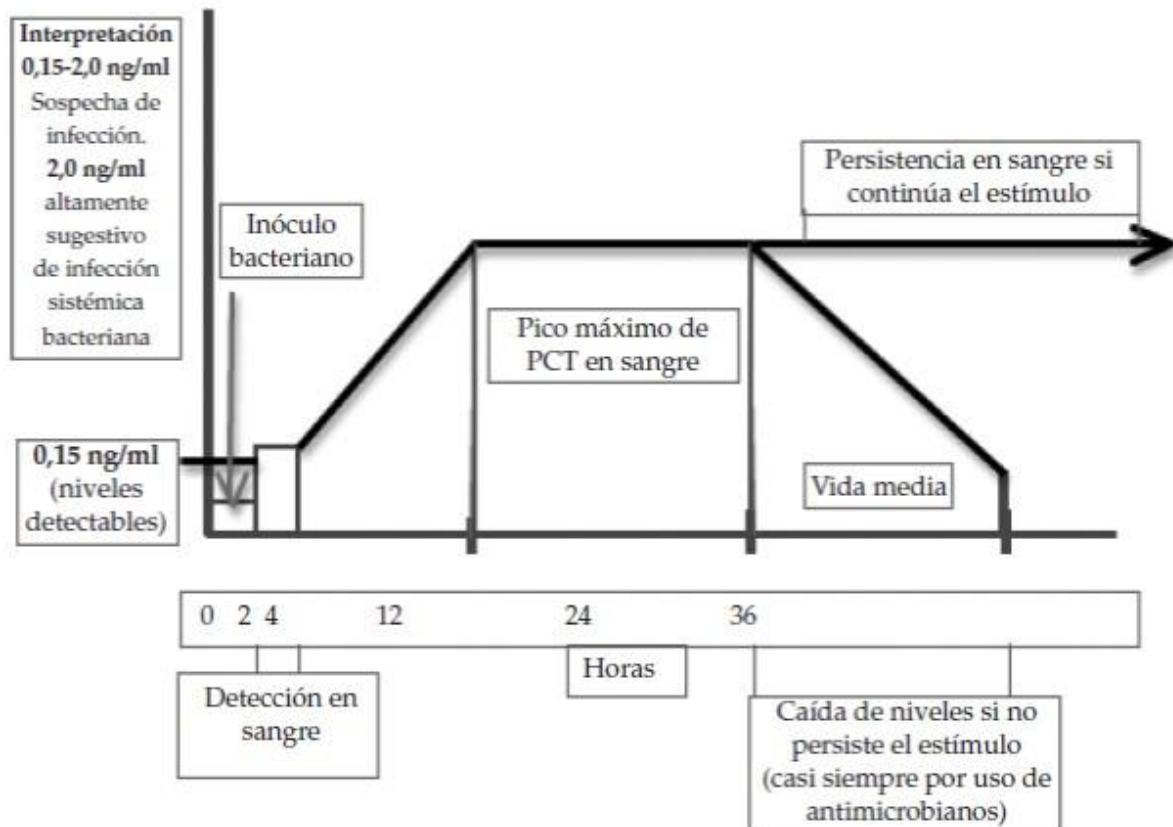 Interpretación
0,15-2,0 ng/ml
Sospecha de
infección.
2,0 ng/ml
altamente
sugestivo
de infección
sistémica
bacteriana
Inóculo
bacteriano
Persistencia en sangre si
continúa el estímulo
Pico máximo de
PCT en sangre
0,15 ng/ml
(niveles
detectables)
Vida media
0 2 4 12 24 36
Horas
Detección en
sangre
Caída de niveles si no
persiste el estímulo
(casi siempre por uso de
antimicrobianos)